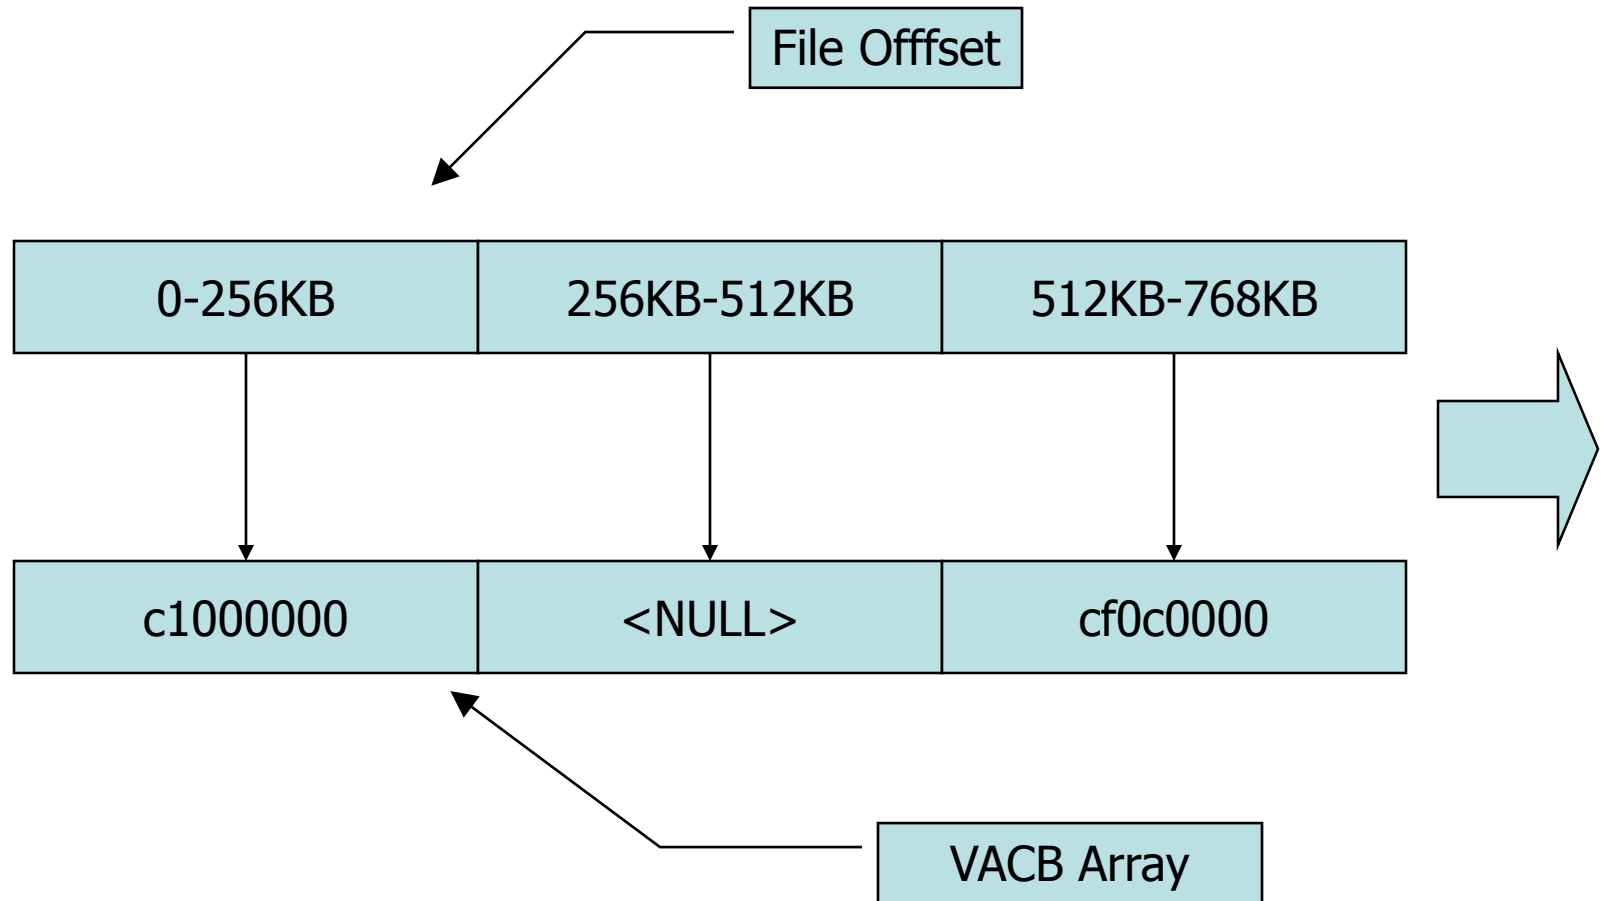 File Offfset
0-256KB
256KB-512KB
512KB-768KB
c1000000
<NULL>
cf0c0000
VACB Array